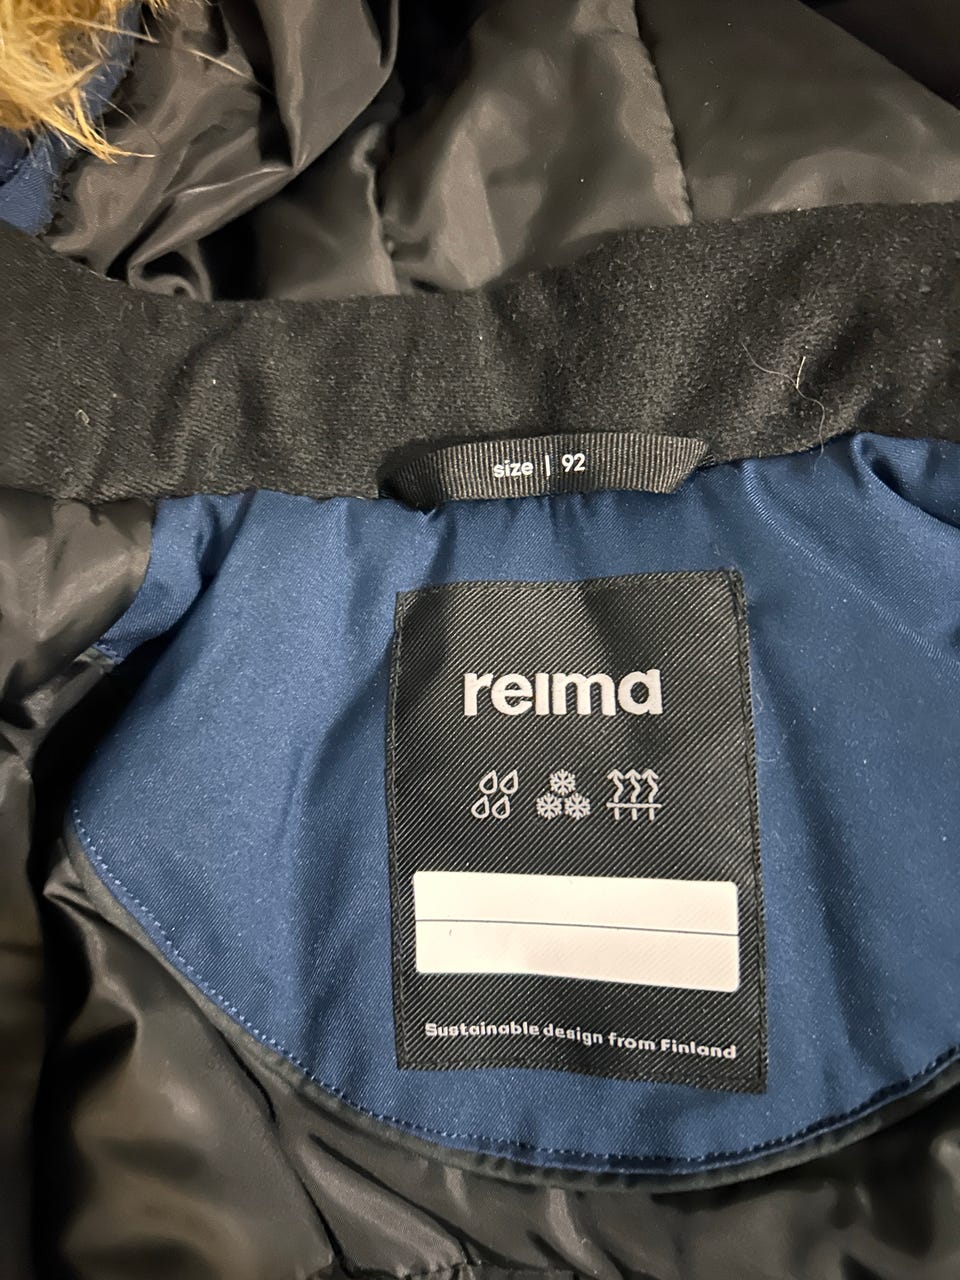 size | 92
reima
Sustainable design from Finland